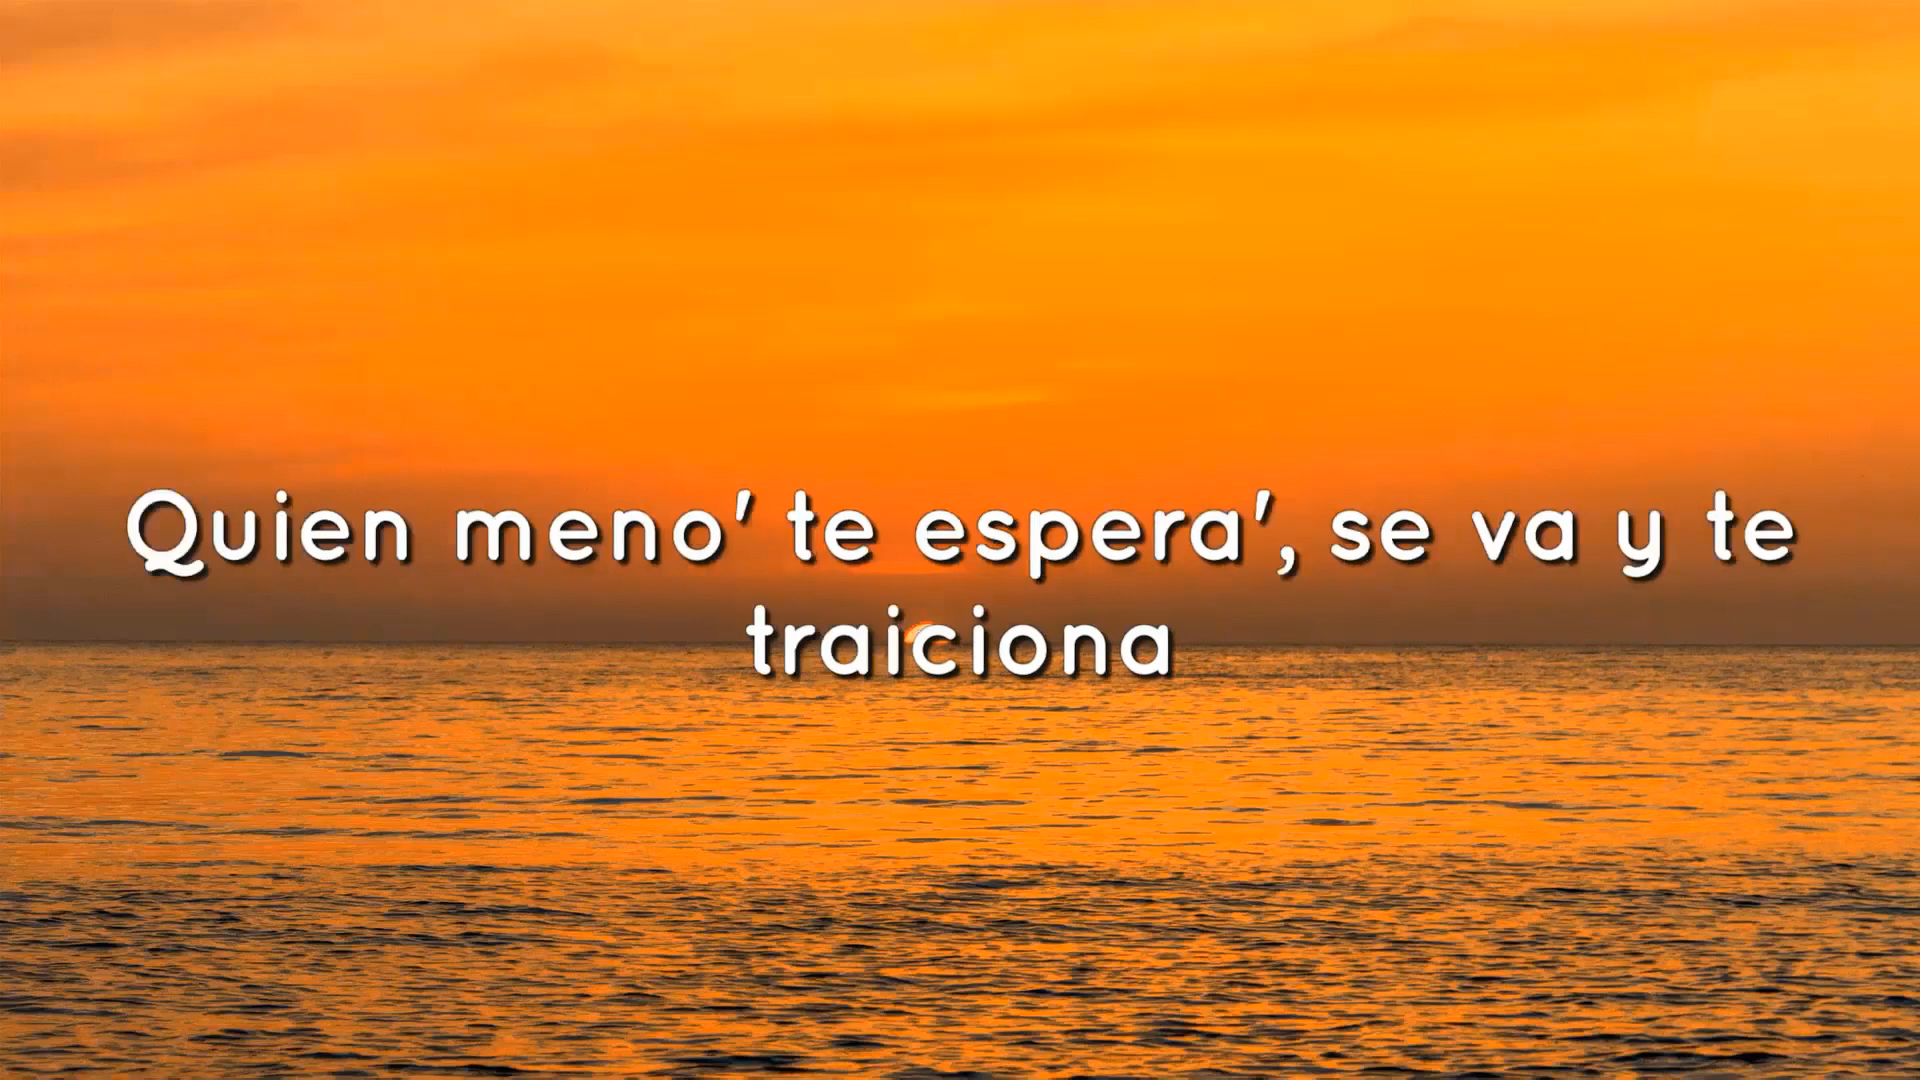 Quien meno' te espera', se va y te
traiciona